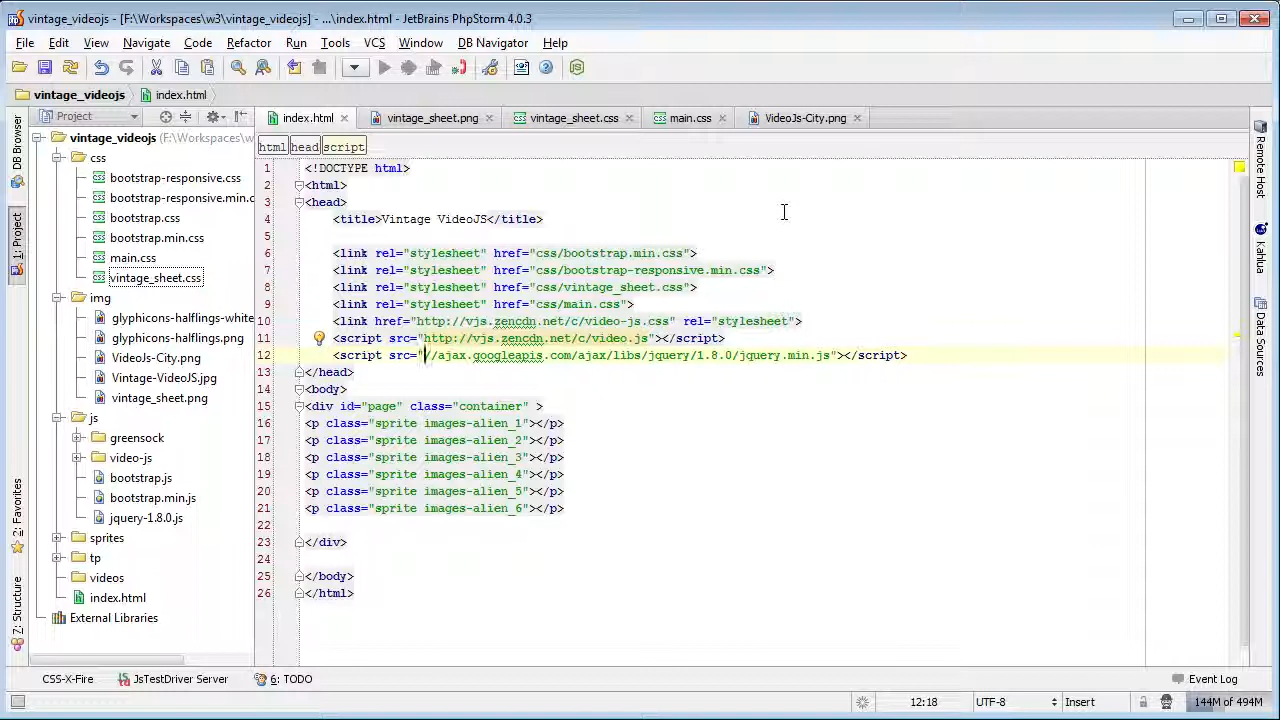 vintage_videojs - [F:\Workspaces\w3\vintage_videojs] - ...\index.html - JetBrains PhpStorm 4.0.3
File Edit View Navigate Code Refactor Run Tools VCS Window DB Navigator Help
vintage_videojs index.html
Project
index.html vintage_sheet.png vintage_sheet.css main.css VideoJs-City.png
html head script
DB Browser
1: Project
2: Favorites
Z: Structure
vintage_videojs (F:\Workspaces\w
css
bootstrap-responsive.css
bootstrap-responsive.min.c
bootstrap.css
bootstrap.min.css
main.css
vintage_sheet.css
img
glyphicons-halflings-white
glyphicons-halflings.png
VideoJs-City.png
Vintage-VideoJS.jpg
vintage_sheet.png
js
greensock
video-js
bootstrap.js
bootstrap.min.js
jquery-1.8.0.js
sprites
tp
videos
index.html
External Libraries
1 <!DOCTYPE html>
2 <html>
3 <head>
4 <title>Vintage VideoJS</title>
5
6 <link rel="stylesheet" href="css/bootstrap.min.css">
7 <link rel="stylesheet" href="css/bootstrap-responsive.min.css">
8 <link rel="stylesheet" href="css/vintage_sheet.css">
9 <link rel="stylesheet" href="css/main.css">
10 <link href="http://vjs.zencdn.net/c/video-js.css" rel="stylesheet">
11 <script src="http://vjs.zencdn.net/c/video.js"></script>
12 <script src="//ajax.googleapis.com/ajax/libs/jquery/1.8.0/jquery.min.js"></script>
13 </head>
14 <body>
15 <div id="page" class="container" >
16 <p class="sprite images-alien_1"></p>
17 <p class="sprite images-alien_2"></p>
18 <p class="sprite images-alien_3"></p>
19 <p class="sprite images-alien_4"></p>
20 <p class="sprite images-alien_5"></p>
21 <p class="sprite images-alien_6"></p>
22
23 </div>
24
25 </body>
26 </html>
Remote Host
Kahlua
Data Sources
CSS-X-Fire JsTestDriver Server 6: TODO Event Log
12:18 UTF-8 Insert 144M of 494M